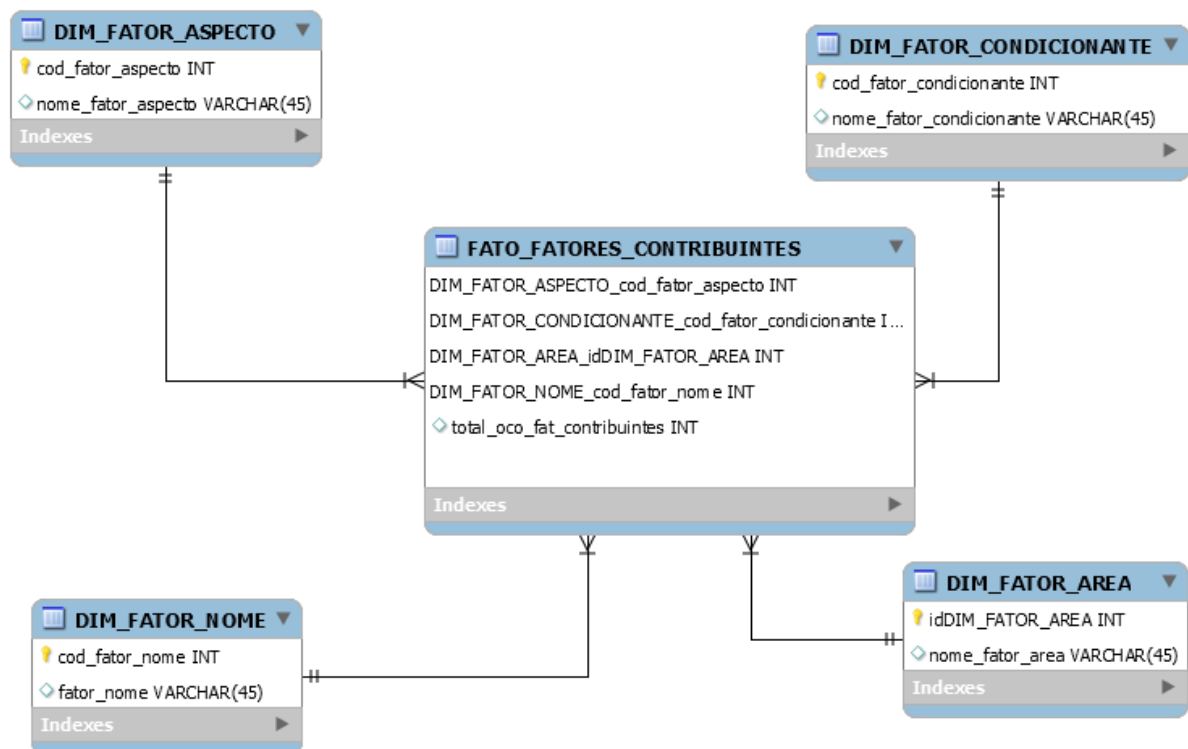 DIM_FATOR_ASPECTO
cod_fator_aspecto INT
nome_fator_aspecto VARCHAR(45)
Indexes
DIM_FATOR_CONDICIONANTE
cod_fator_condicionante INT
nome_fator_condicionante VARCHAR(45)
Indexes
FATO_FATORES_CONTRIBUINTES
DIM_FATOR_ASPECTO_cod_fator_aspecto INT
DIM_FATOR_CONDICIONANTE_cod_fator_condicionante I...
DIM_FATOR_AREA_idDIM_FATOR_AREA INT
DIM_FATOR_NOME_cod_fator_nome INT
total_oco_fat_contribuintes INT
Indexes
DIM_FATOR_NOME
cod_fator_nome INT
fator_nome VARCHAR(45)
Indexes
DIM_FATOR_AREA
idDIM_FATOR_AREA INT
nome_fator_area VARCHAR(45)
Indexes